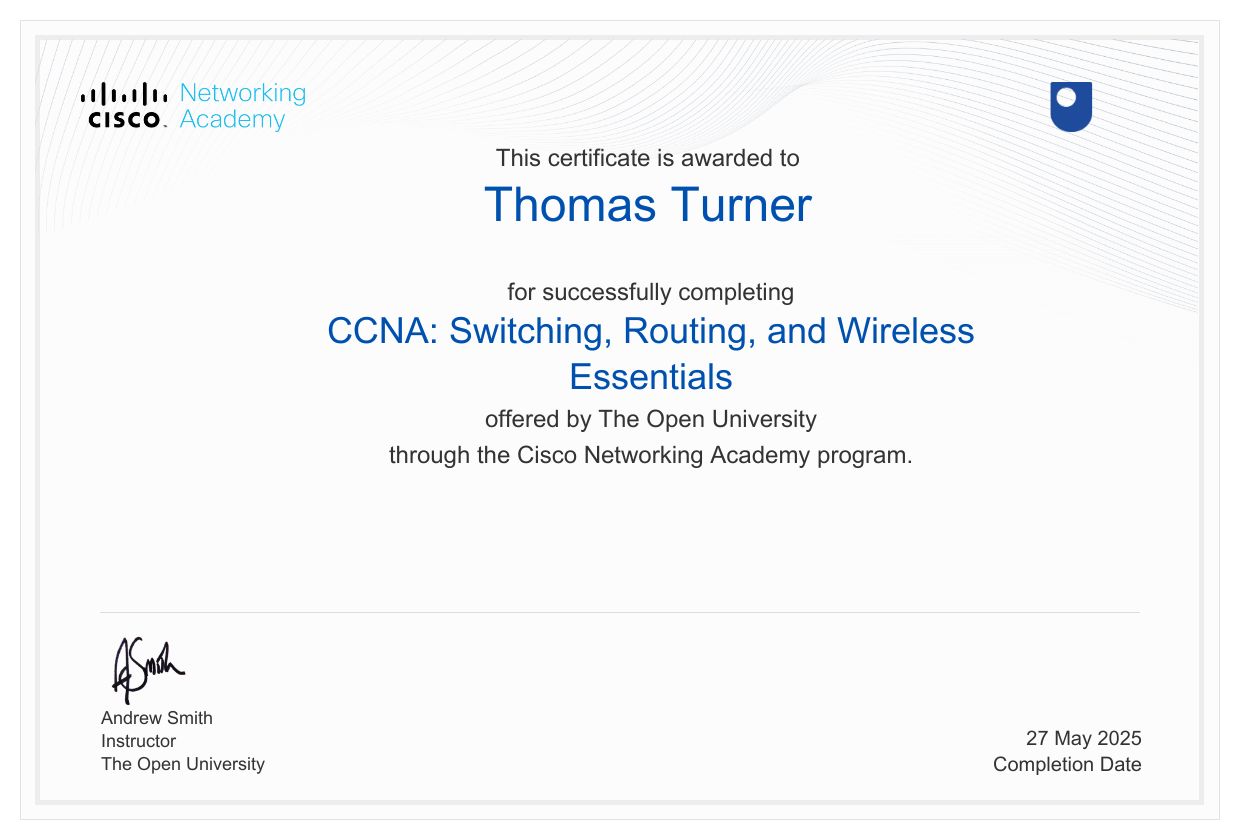 Networking
CISCO Academy
This certificate is awarded to
Thomas Turner
for successfully completing
CCNA: Switching, Routing, and Wireless
Essentials
offered by The Open University
through the Cisco Networking Academy program.
A Smith
Andrew Smith
Instructor
The Open University
27 May 2025
Completion Date